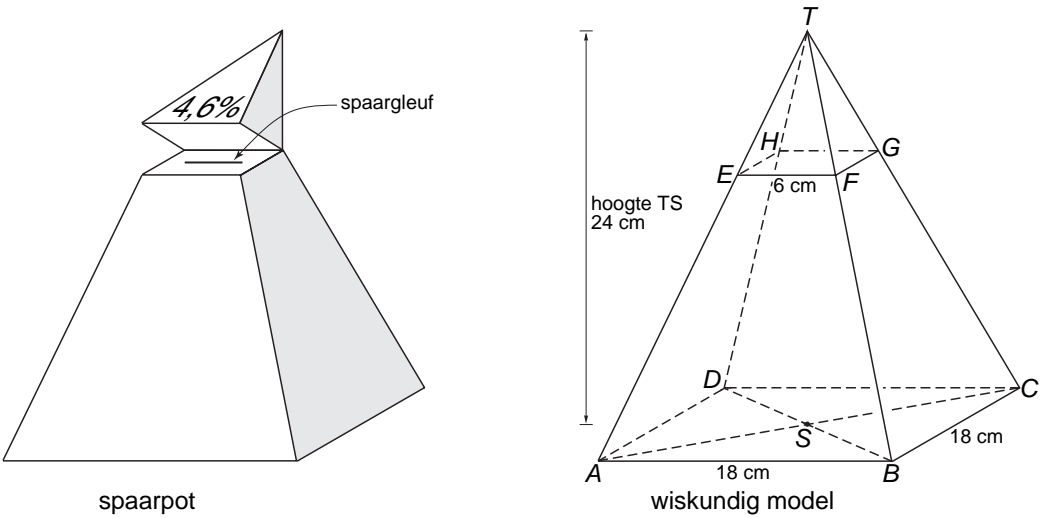 4,6%
spaargleuf
spaarpot
T
H
G
E
6 cm
F
hoogte TS
24 cm
D
C
S
18 cm
A
18 cm
B
wiskundig model